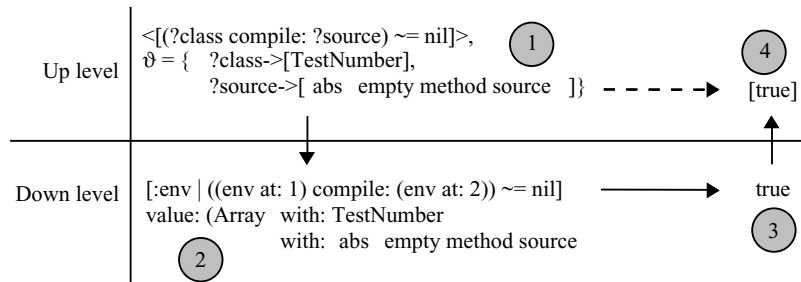 <[(?class compile: ?source) ~= nil]>,
1
4
Up level
ϑ = { ?class->[TestNumber],
?source->[ abs empty method source ]}
[true]
Down level
[:env | ((env at: 1) compile: (env at: 2)) ~= nil]
true
value: (Array with: TestNumber
with: abs empty method source
2
3